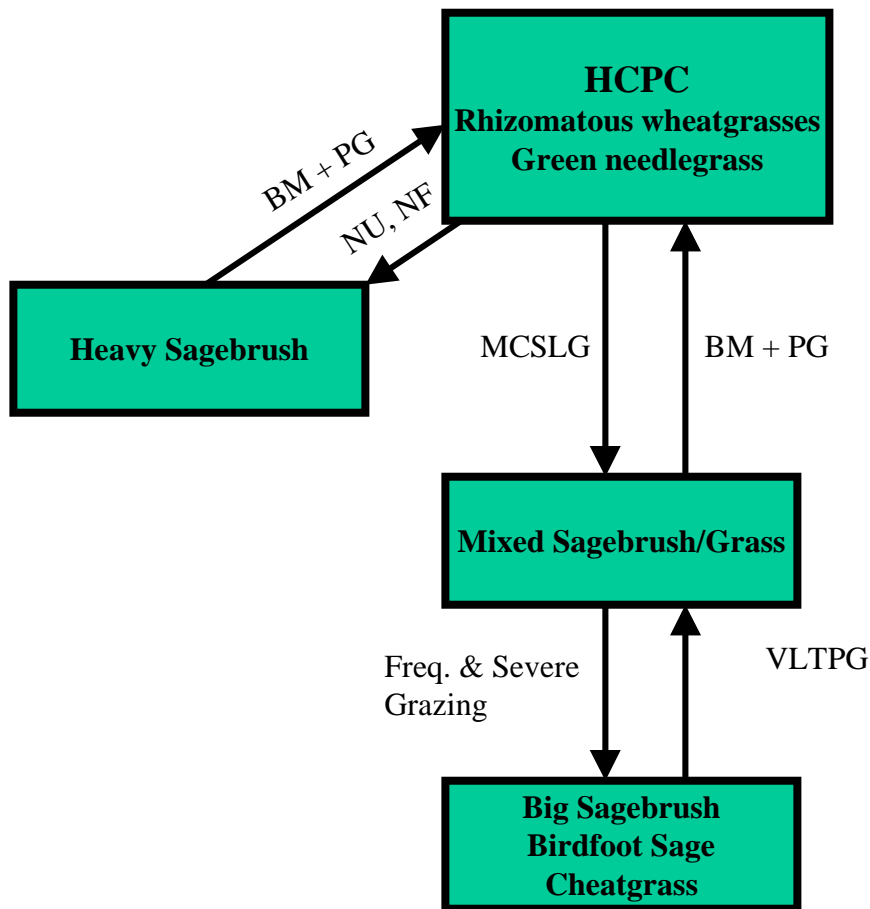 HCPC
Rhizomatous wheatgrasses
Green needlegrass
BM + PG
NU, NF
Heavy Sagebrush
MCSLG
BM + PG
Mixed Sagebrush/Grass
Freq. & Severe
Grazing
VLTPG
Big Sagebrush
Birdfoot Sage
Cheatgrass